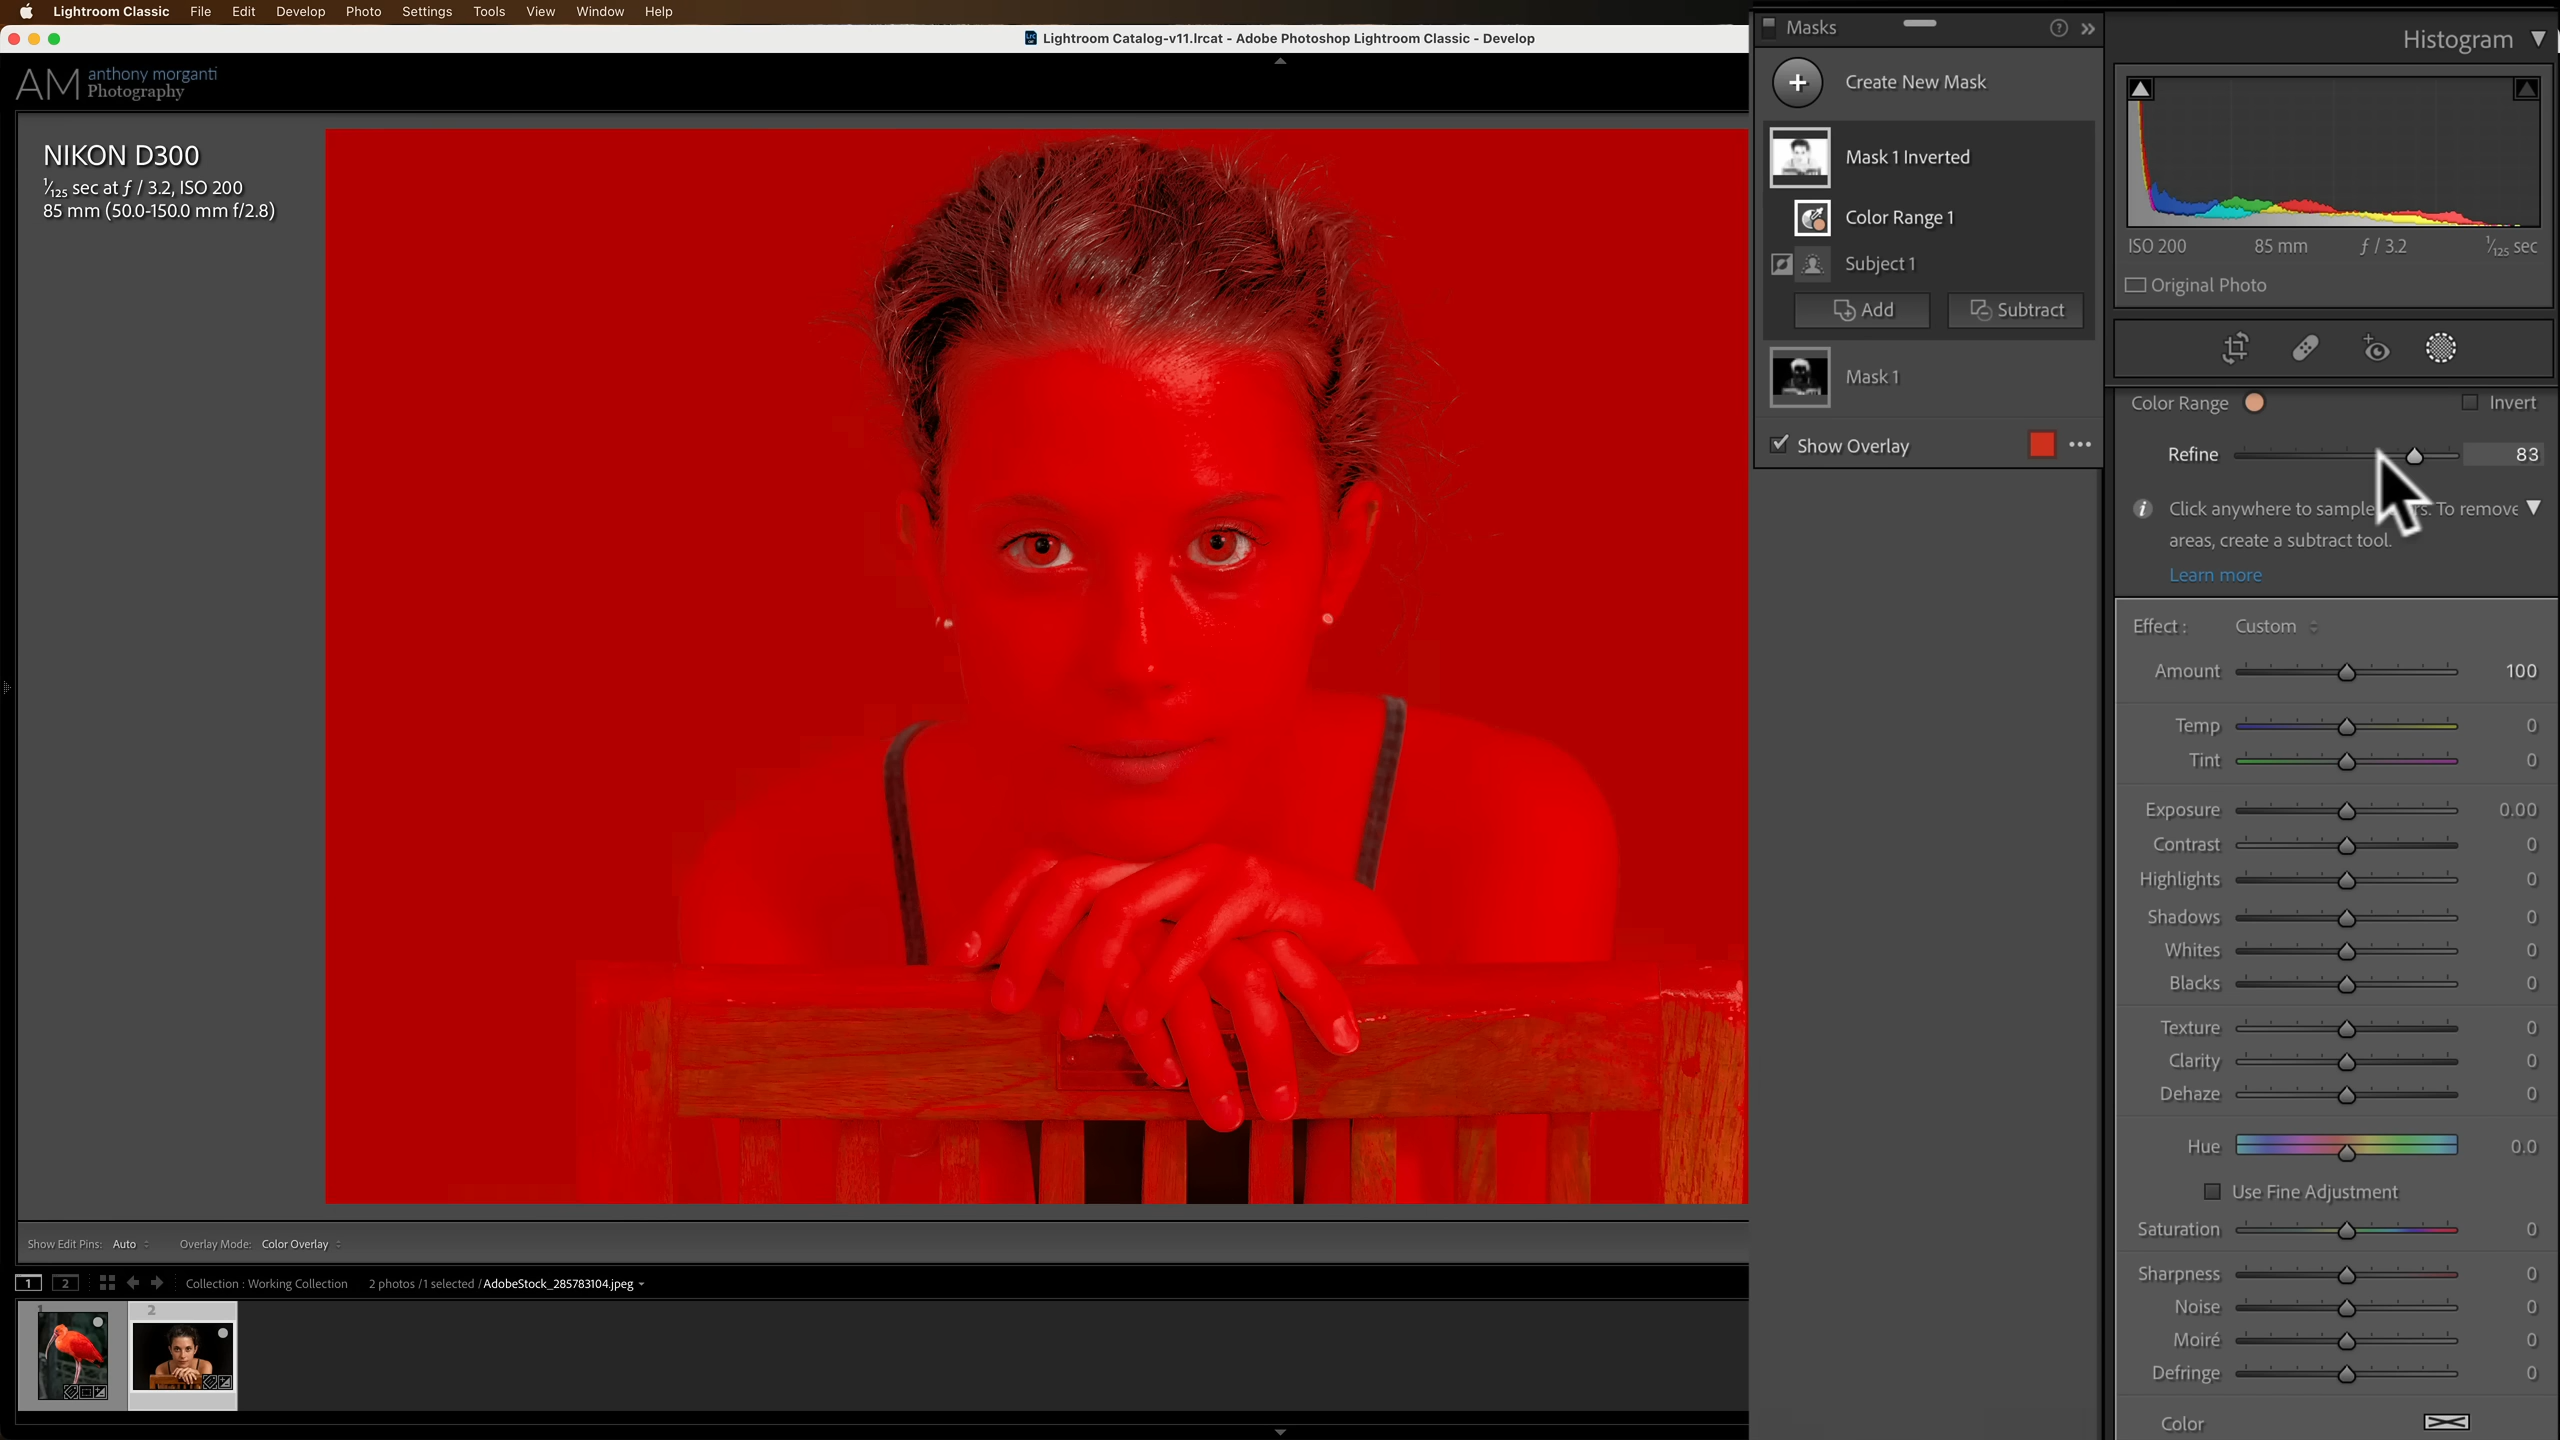 Lightroom Classic File Edit Develop Photo Settings Tools View Window Help
LrC Lightroom Catalog-v11.lrcat - Adobe Photoshop Lightroom Classic - Develop
AM anthony morganti
Photography
NIKON D300
1/125 sec at ƒ / 3.2, ISO 200
85 mm (50.0-150.0 mm f/2.8)
Masks
Create New Mask
Mask 1 Inverted
Color Range 1
Subject 1
Add Subtract
Mask 1
Show Overlay
Histogram
ISO 200 85 mm ƒ / 3.2 1/125 sec
Original Photo
Color Range Invert
Refine 83
Click anywhere to sample To remove
areas, create a subtract tool.
Learn more
Effect : Custom
Amount 100
Temp 0
Tint 0
Exposure 0.00
Contrast 0
Highlights 0
Shadows 0
Whites 0
Blacks 0
Texture 0
Clarity 0
Dehaze 0
Hue 0.0
Use Fine Adjustment
Saturation 0
Sharpness 0
Noise 0
Moiré 0
Defringe 0
Color
Show Edit Pins: Auto Overlay Mode: Color Overlay
1 2 Collection : Working Collection 2 photos / 1 selected / AdobeStock_285783104.jpeg
1 2